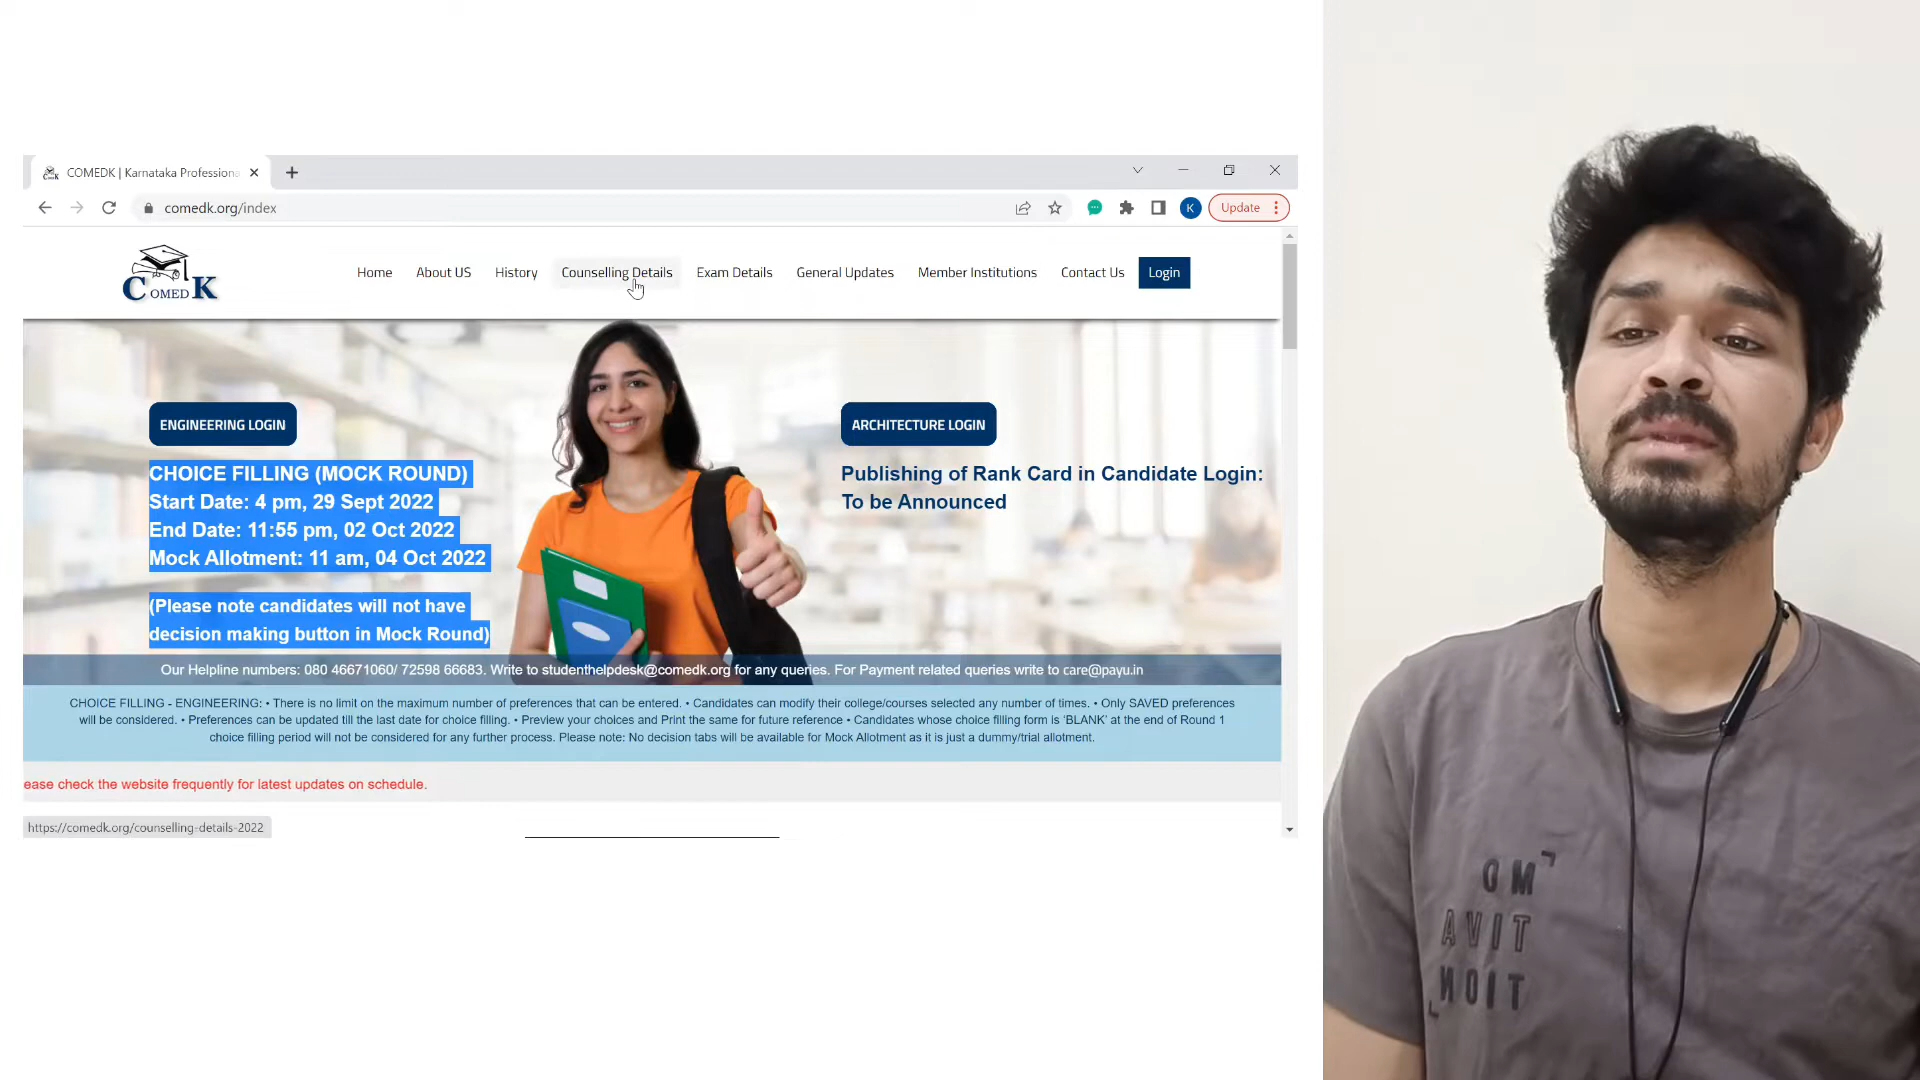 COMEDK | Karnataka Professiona
comedk.org/index
K
Update
COMEDK
Home
About US
History
Counselling Details
Exam Details
General Updates
Member Institutions
Contact Us
Login
ENGINEERING LOGIN
CHOICE FILLING (MOCK ROUND)
Start Date: 4 pm, 29 Sept 2022
End Date: 11:55 pm, 02 Oct 2022
Mock Allotment: 11 am, 04 Oct 2022
(Please note candidates will not have
decision making button in Mock Round)
ARCHITECTURE LOGIN
Publishing of Rank Card in Candidate Login:
To be Announced
Our Helpline numbers: 080 46671060/ 72598 66683. Write to studenthelpdesk@comedk.org for any queries. For Payment related queries write to care@payu.in
CHOICE FILLING - ENGINEERING: • There is no limit on the maximum number of preferences that can be entered. • Candidates can modify their college/courses selected any number of times. • Only SAVED preferences
will be considered. • Preferences can be updated till the last date for choice filling. • Preview your choices and Print the same for future reference • Candidates whose choice filling form is 'BLANK' at the end of Round 1
choice filling period will not be considered for any further process. Please note: No decision tabs will be available for Mock Allotment as it is just a dummy/trial allotment.
ease check the website frequently for latest updates on schedule.
https://comedk.org/counselling-details-2022
MO
TIVA
TION